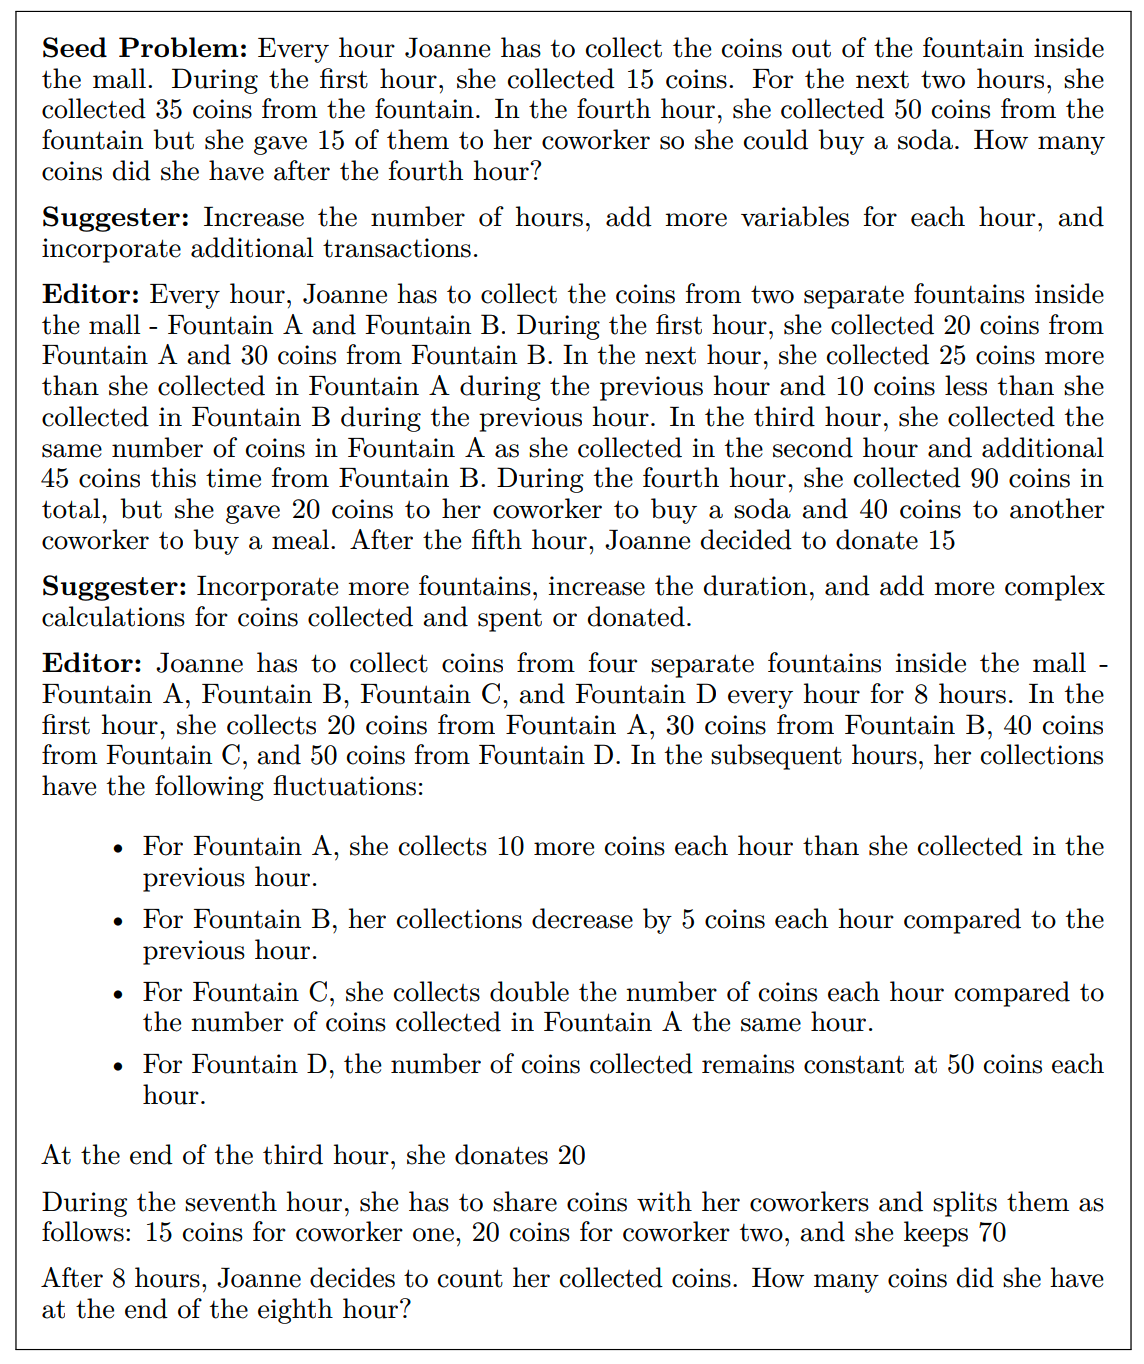 Seed Problem: Every hour Joanne has to collect the coins out of the fountain inside
the mall. During the first hour, she collected 15 coins. For the next two hours, she
collected 35 coins from the fountain. In the fourth hour, she collected 50 coins from the
fountain but she gave 15 of them to her coworker so she could buy a soda. How many
coins did she have after the fourth hour?
Suggester: Increase the number of hours, add more variables for each hour, and
incorporate additional transactions.
Editor: Every hour, Joanne has to collect the coins from two separate fountains inside
the mall - Fountain A and Fountain B. During the first hour, she collected 20 coins from
Fountain A and 30 coins from Fountain B. In the next hour, she collected 25 coins more
than she collected in Fountain A during the previous hour and 10 coins less than she
collected in Fountain B during the previous hour. In the third hour, she collected the
same number of coins in Fountain A as she collected in the second hour and additional
45 coins this time from Fountain B. During the fourth hour, she collected 90 coins in
total, but she gave 20 coins to her coworker to buy a soda and 40 coins to another
coworker to buy a meal. After the fifth hour, Joanne decided to donate 15
Suggester: Incorporate more fountains, increase the duration, and add more complex
calculations for coins collected and spent or donated.
Editor: Joanne has to collect coins from four separate fountains inside the mall -
Fountain A, Fountain B, Fountain C, and Fountain D every hour for 8 hours. In the
first hour, she collects 20 coins from Fountain A, 30 coins from Fountain B, 40 coins
from Fountain C, and 50 coins from Fountain D. In the subsequent hours, her collections
have the following fluctuations:
• For Fountain A, she collects 10 more coins each hour than she collected in the
previous hour.
• For Fountain B, her collections decrease by 5 coins each hour compared to the
previous hour.
• For Fountain C, she collects double the number of coins each hour compared to
the number of coins collected in Fountain A the same hour.
• For Fountain D, the number of coins collected remains constant at 50 coins each
hour.
At the end of the third hour, she donates 20
During the seventh hour, she has to share coins with her coworkers and splits them as
follows: 15 coins for coworker one, 20 coins for coworker two, and she keeps 70
After 8 hours, Joanne decides to count her collected coins. How many coins did she have
at the end of the eighth hour?